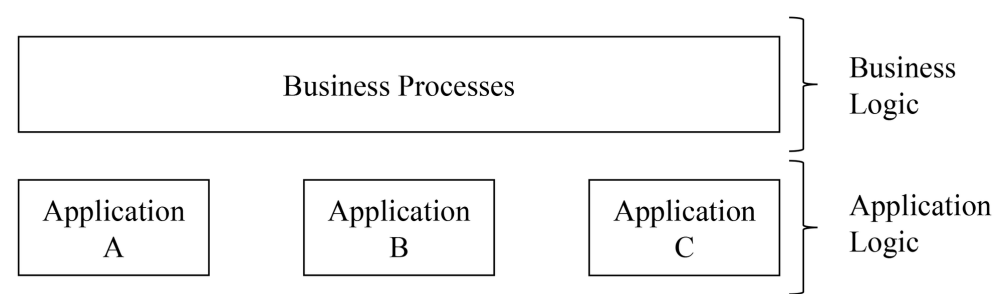 Business Processes
Business
Logic
Application
A
Application
B
Application
C
Application
Logic